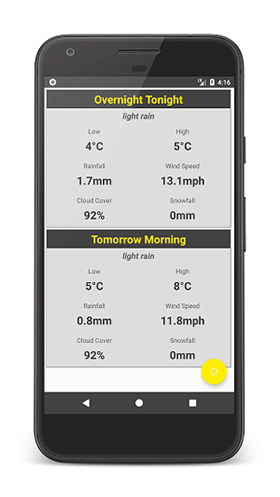 4:16
Overnight Tonight
light rain
Low High
4°C 5°C
Rainfall Wind Speed
1.7mm 13.1mph
Cloud Cover Snowfall
92% 0mm
Tomorrow Morning
light rain
Low High
5°C 8°C
Rainfall Wind Speed
0.8mm 11.8mph
Cloud Cover Snowfall
92% 0mm